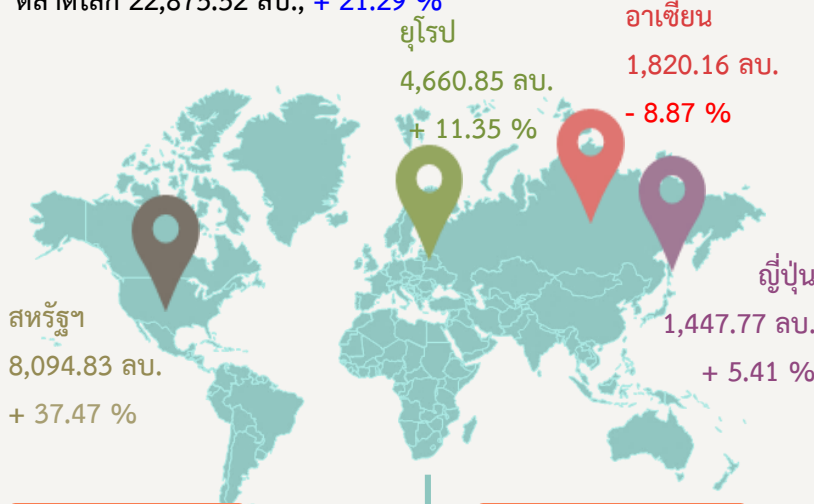 ตลาดโลก 22,873.52 ลบ., + 21.29 %
ยุโรป
4,660.85 ลบ.
+ 11.35 %
อาเซียน
1,820.16 ลบ.
- 8.87 %
ญี่ปุ่น
1,447.77 ลบ.
+ 5.41 %
สหรัฐฯ
8,094.83 ลบ.
+ 37.47 %